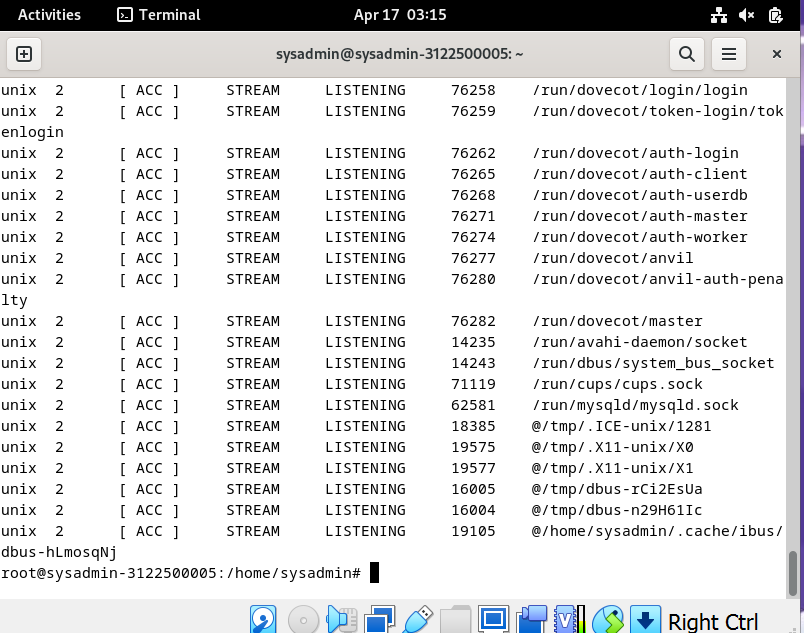 Activities Terminal Apr 17 03:15
sysadmin@sysadmin-3122500005: ~
unix 2 [ ACC ] STREAM LISTENING 76258 /run/dovecot/login/login
unix 2 [ ACC ] STREAM LISTENING 76259 /run/dovecot/token-login/tok
enlogin
unix 2 [ ACC ] STREAM LISTENING 76262 /run/dovecot/auth-login
unix 2 [ ACC ] STREAM LISTENING 76265 /run/dovecot/auth-client
unix 2 [ ACC ] STREAM LISTENING 76268 /run/dovecot/auth-userdb
unix 2 [ ACC ] STREAM LISTENING 76271 /run/dovecot/auth-master
unix 2 [ ACC ] STREAM LISTENING 76274 /run/dovecot/auth-worker
unix 2 [ ACC ] STREAM LISTENING 76277 /run/dovecot/anvil
unix 2 [ ACC ] STREAM LISTENING 76280 /run/dovecot/anvil-auth-pena
lty
unix 2 [ ACC ] STREAM LISTENING 76282 /run/dovecot/master
unix 2 [ ACC ] STREAM LISTENING 14235 /run/avahi-daemon/socket
unix 2 [ ACC ] STREAM LISTENING 14243 /run/dbus/system_bus_socket
unix 2 [ ACC ] STREAM LISTENING 71119 /run/cups/cups.sock
unix 2 [ ACC ] STREAM LISTENING 62581 /run/mysqld/mysqld.sock
unix 2 [ ACC ] STREAM LISTENING 18385 @/tmp/.ICE-unix/1281
unix 2 [ ACC ] STREAM LISTENING 19575 @/tmp/.X11-unix/X0
unix 2 [ ACC ] STREAM LISTENING 19577 @/tmp/.X11-unix/X1
unix 2 [ ACC ] STREAM LISTENING 16005 @/tmp/dbus-rCi2EsUa
unix 2 [ ACC ] STREAM LISTENING 16004 @/tmp/dbus-n29H61Ic
unix 2 [ ACC ] STREAM LISTENING 19105 @/home/sysadmin/.cache/ibus/
dbus-hLmosqNj
root@sysadmin-3122500005:/home/sysadmin#
Right Ctrl